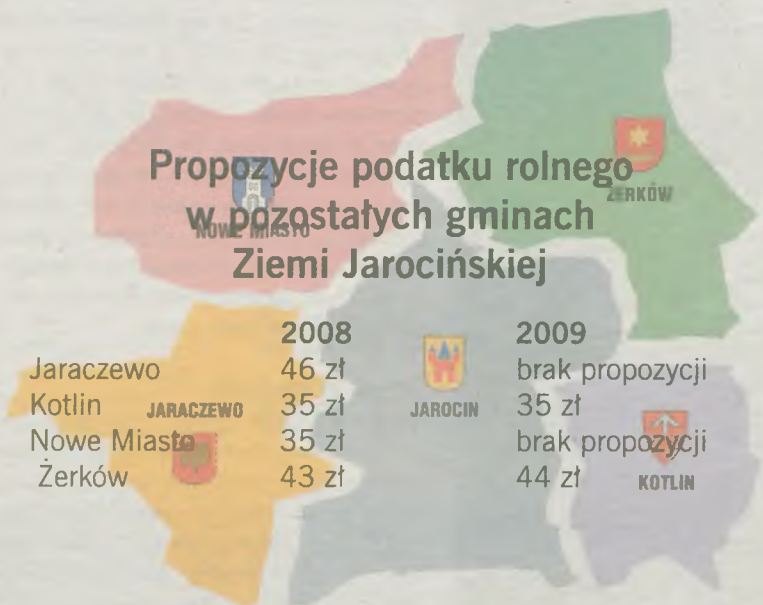 Propozycje podatku rolnego
w pozostałych gminach
Ziemi Jarocińskiej
ŻERKÓW
NOWE MIASTO
2008 2009
Jaraczewo 46 zł brak propozycji
Kotlin 35 zł 35 zł
JARACZEWO JAROCIN
Nowe Miasto 35 zł brak propozycji
Żerków 43 zł 44 zł
KOTLIN